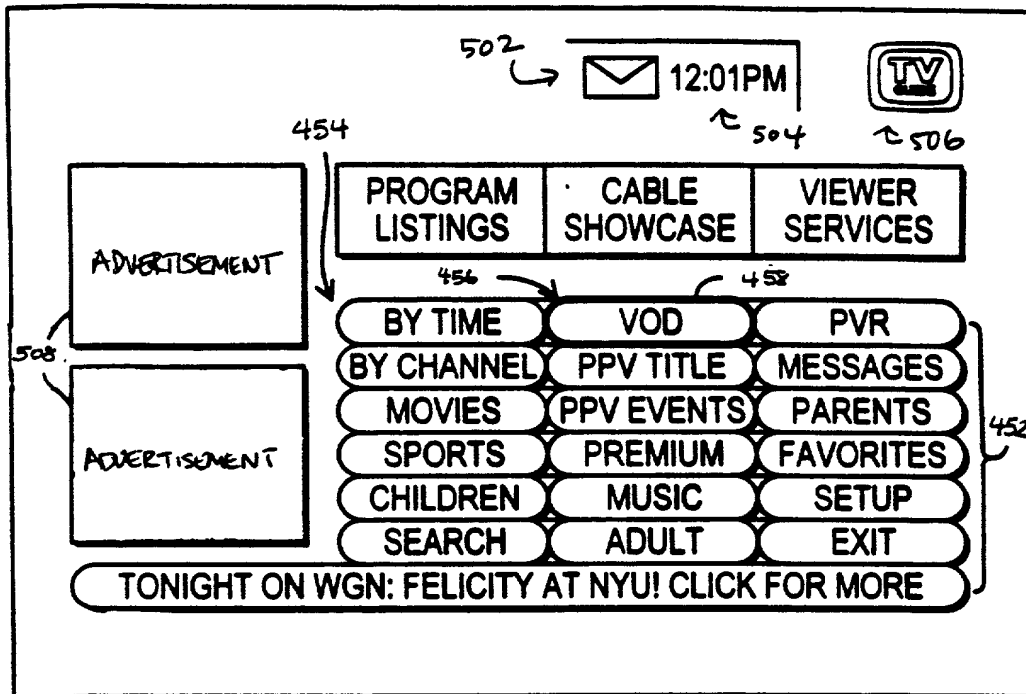 502
12:01PM
TV
GUIDE
504
506
454
PROGRAM LISTINGS
CABLE SHOWCASE
VIEWER SERVICES
ADVERTISEMENT
456
458
BY TIME VOD PVR
508
BY CHANNEL PPV TITLE MESSAGES
MOVIES PPV EVENTS PARENTS
452
ADVERTISEMENT
SPORTS PREMIUM FAVORITES
CHILDREN MUSIC SETUP
SEARCH ADULT EXIT
TONIGHT ON WGN: FELICITY AT NYU! CLICK FOR MORE